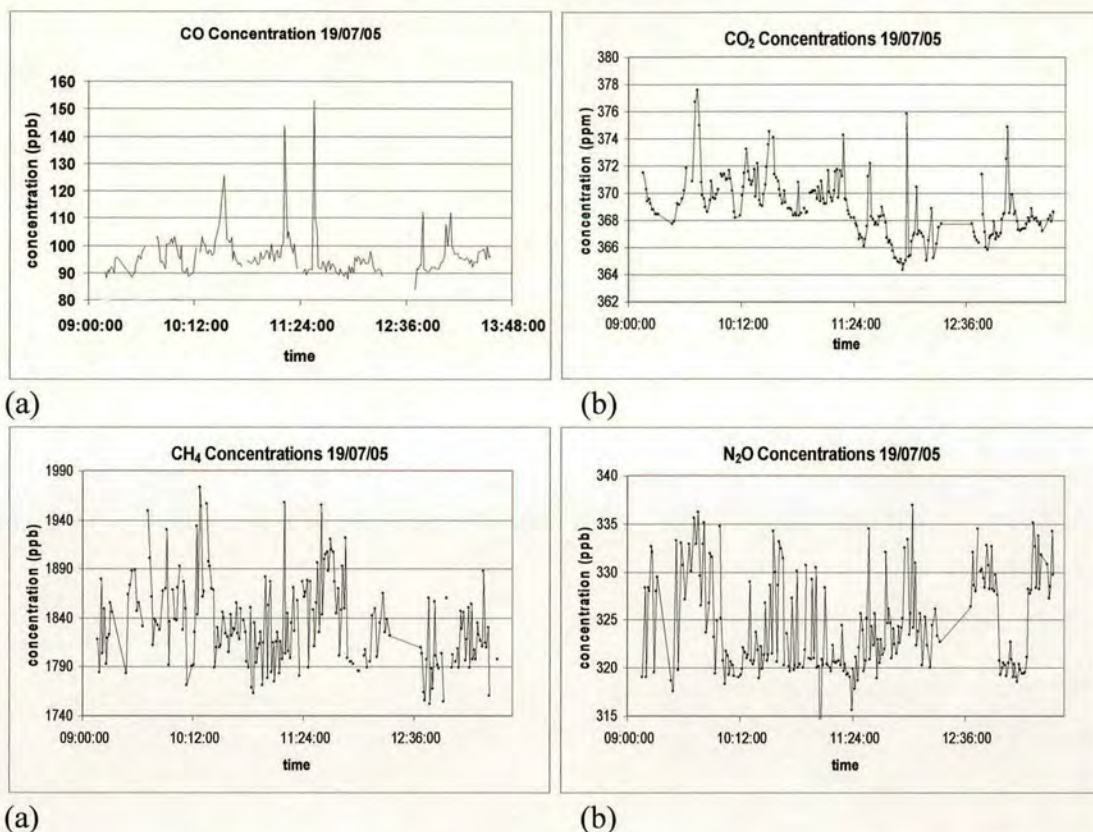 CO Concentration 19/07/05
concentration (ppb)
160
150
140
130
120
110
100
90
80
09:00:00 10:12:00 11:24:00 12:36:00 13:48:00
time
(a)
CO2 Concentrations 19/07/05
concentration (ppm)
380
378
376
374
372
370
368
366
364
362
09:00:00 10:12:00 11:24:00 12:36:00
time
(b)
CH4 Concentrations 19/07/05
concentration (ppb)
1990
1940
1890
1840
1790
1740
09:00:00 10:12:00 11:24:00 12:36:00
time
(a)
N2O Concentrations 19/07/05
concentration (ppb)
340
335
330
325
320
315
09:00:00 10:12:00 11:24:00 12:36:00
time
(b)